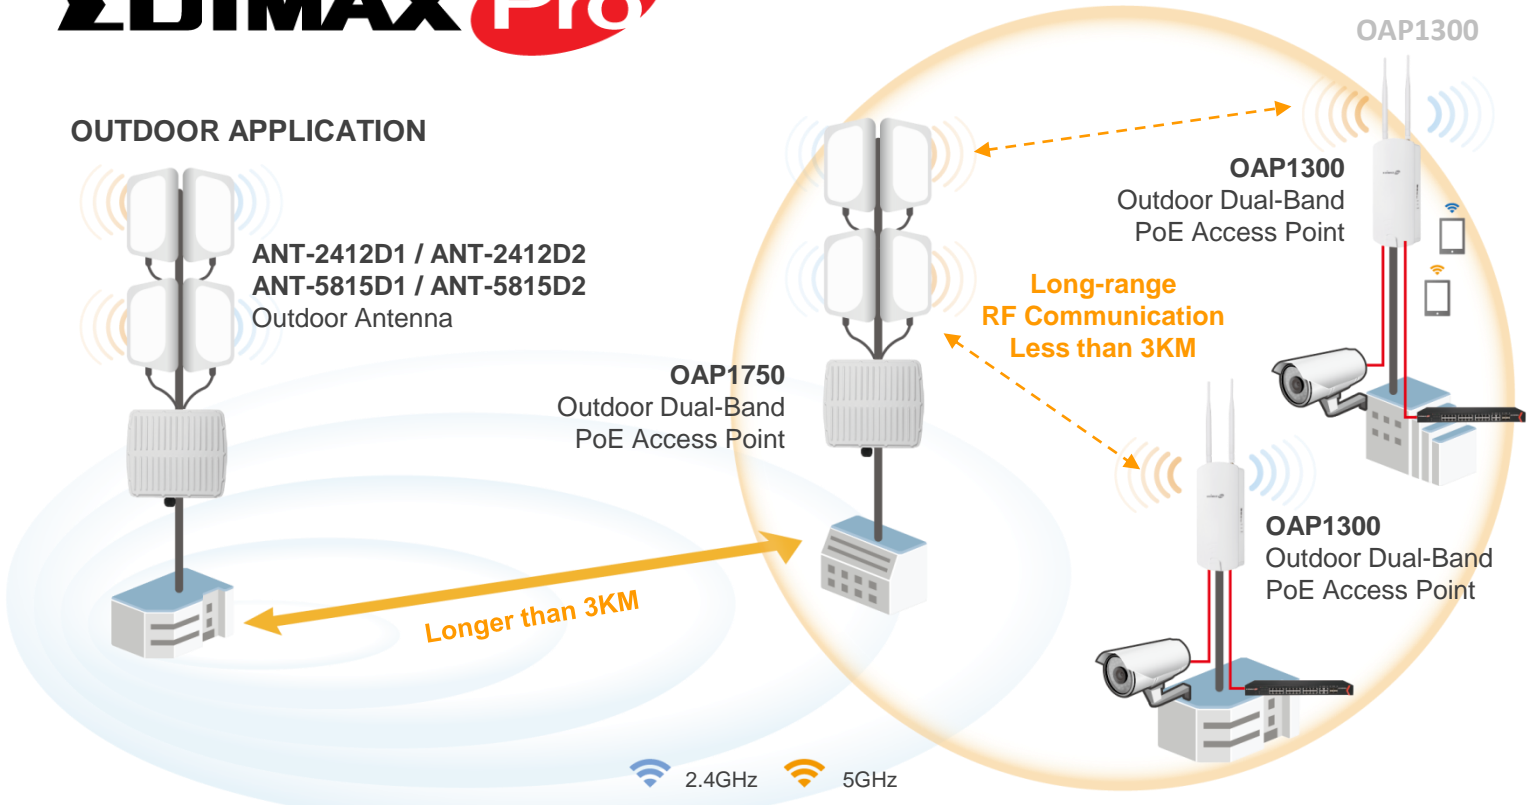 EDIMAX Pro
OAP1300
OUTDOOR APPLICATION
ANT-2412D1 / ANT-2412D2
ANT-5815D1 / ANT-5815D2
Outdoor Antenna
OAP1750
Outdoor Dual-Band
PoE Access Point
OAP1300
Outdoor Dual-Band
PoE Access Point
Long-range
RF Communication
Less than 3KM
Longer than 3KM
OAP1300
Outdoor Dual-Band
PoE Access Point
2.4GHz
5GHz